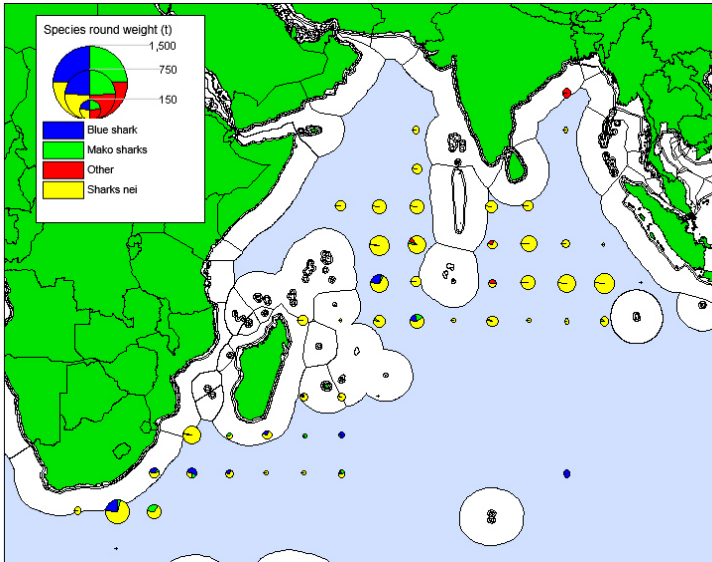 Species round weight (t)
1,500
750
150
Blue shark
Mako sharks
Other
Sharks nei